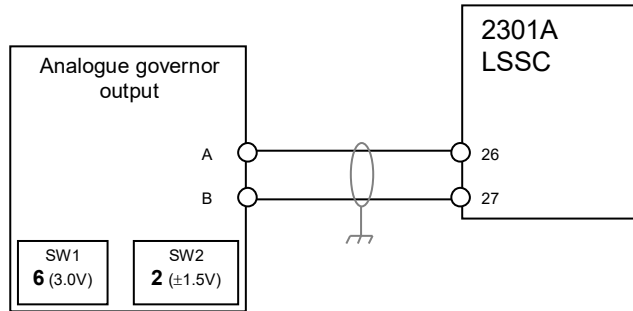 2301A
LSSC
Analogue governor
output
A
26
B
27
SW1
6 (3.0V)
SW2
2 (±1.5V)